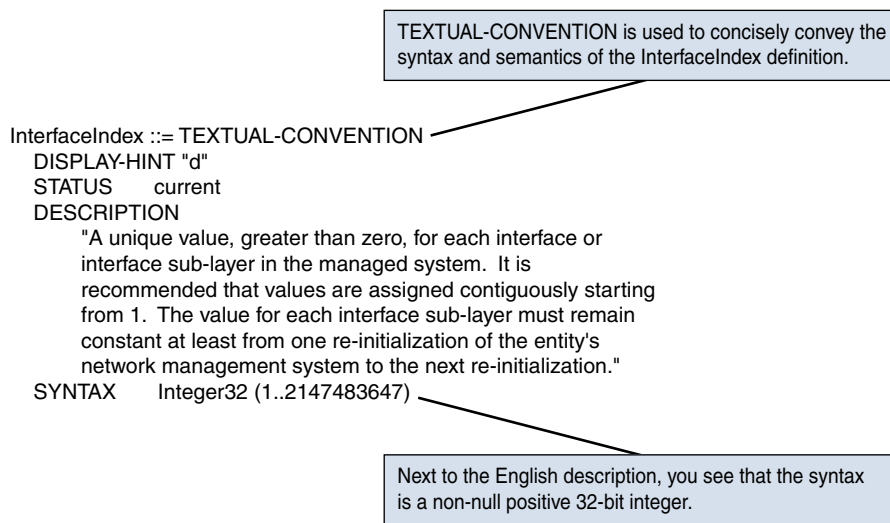 TEXTUAL-CONVENTION is used to concisely convey the
syntax and semantics of the InterfaceIndex definition.
InterfaceIndex ::= TEXTUAL-CONVENTION
DISPLAY-HINT "d"
STATUS current
DESCRIPTION
"A unique value, greater than zero, for each interface or
interface sub-layer in the managed system. It is
recommended that values are assigned contiguously starting
from 1. The value for each interface sub-layer must remain
constant at least from one re-initialization of the entity's
network management system to the next re-initialization."
SYNTAX Integer32 (1..2147483647)
Next to the English description, you see that the syntax
is a non-null positive 32-bit integer.